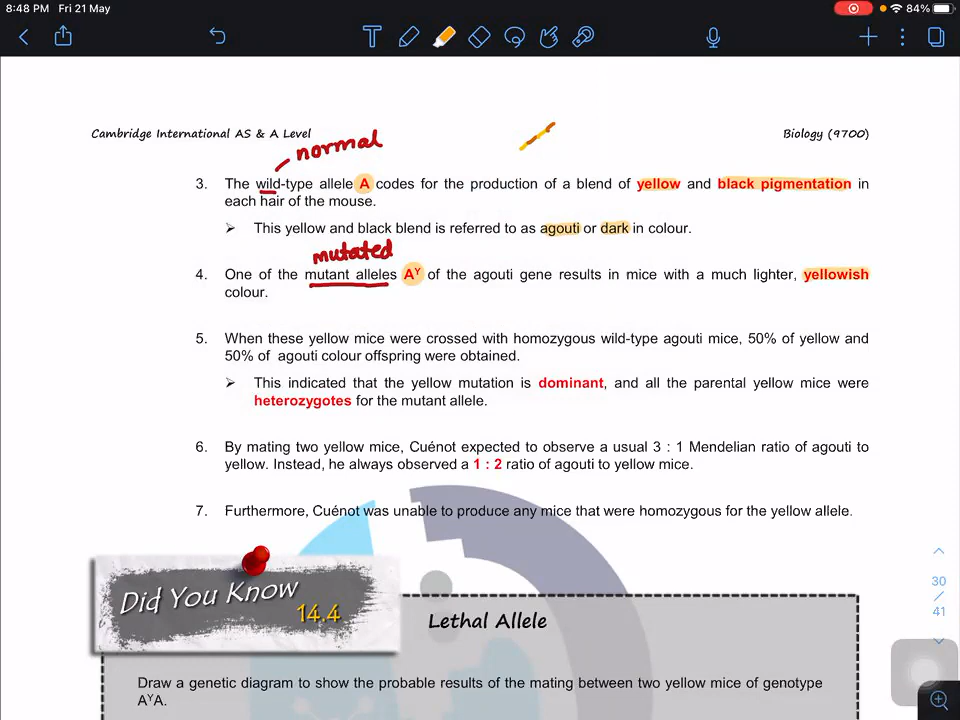 8:48 PM Fri 21 May
84%
Cambridge International AS & A Level
Biology (9700)
normal
3. The wild-type allele A codes for the production of a blend of yellow and black pigmentation in
each hair of the mouse.
➢ This yellow and black blend is referred to as agouti or dark in colour.
mutated
4. One of the mutant alleles Aʸ of the agouti gene results in mice with a much lighter, yellowish
colour.
5. When these yellow mice were crossed with homozygous wild-type agouti mice, 50% of yellow and
50% of agouti colour offspring were obtained.
➢ This indicated that the yellow mutation is dominant, and all the parental yellow mice were
heterozygotes for the mutant allele.
6. By mating two yellow mice, Cuénot expected to observe a usual 3 : 1 Mendelian ratio of agouti to
yellow. Instead, he always observed a 1 : 2 ratio of agouti to yellow mice.
7. Furthermore, Cuénot was unable to produce any mice that were homozygous for the yellow allele.
30
/
41
Did You Know
14.4
Lethal Allele
Draw a genetic diagram to show the probable results of the mating between two yellow mice of genotype
AʸA.